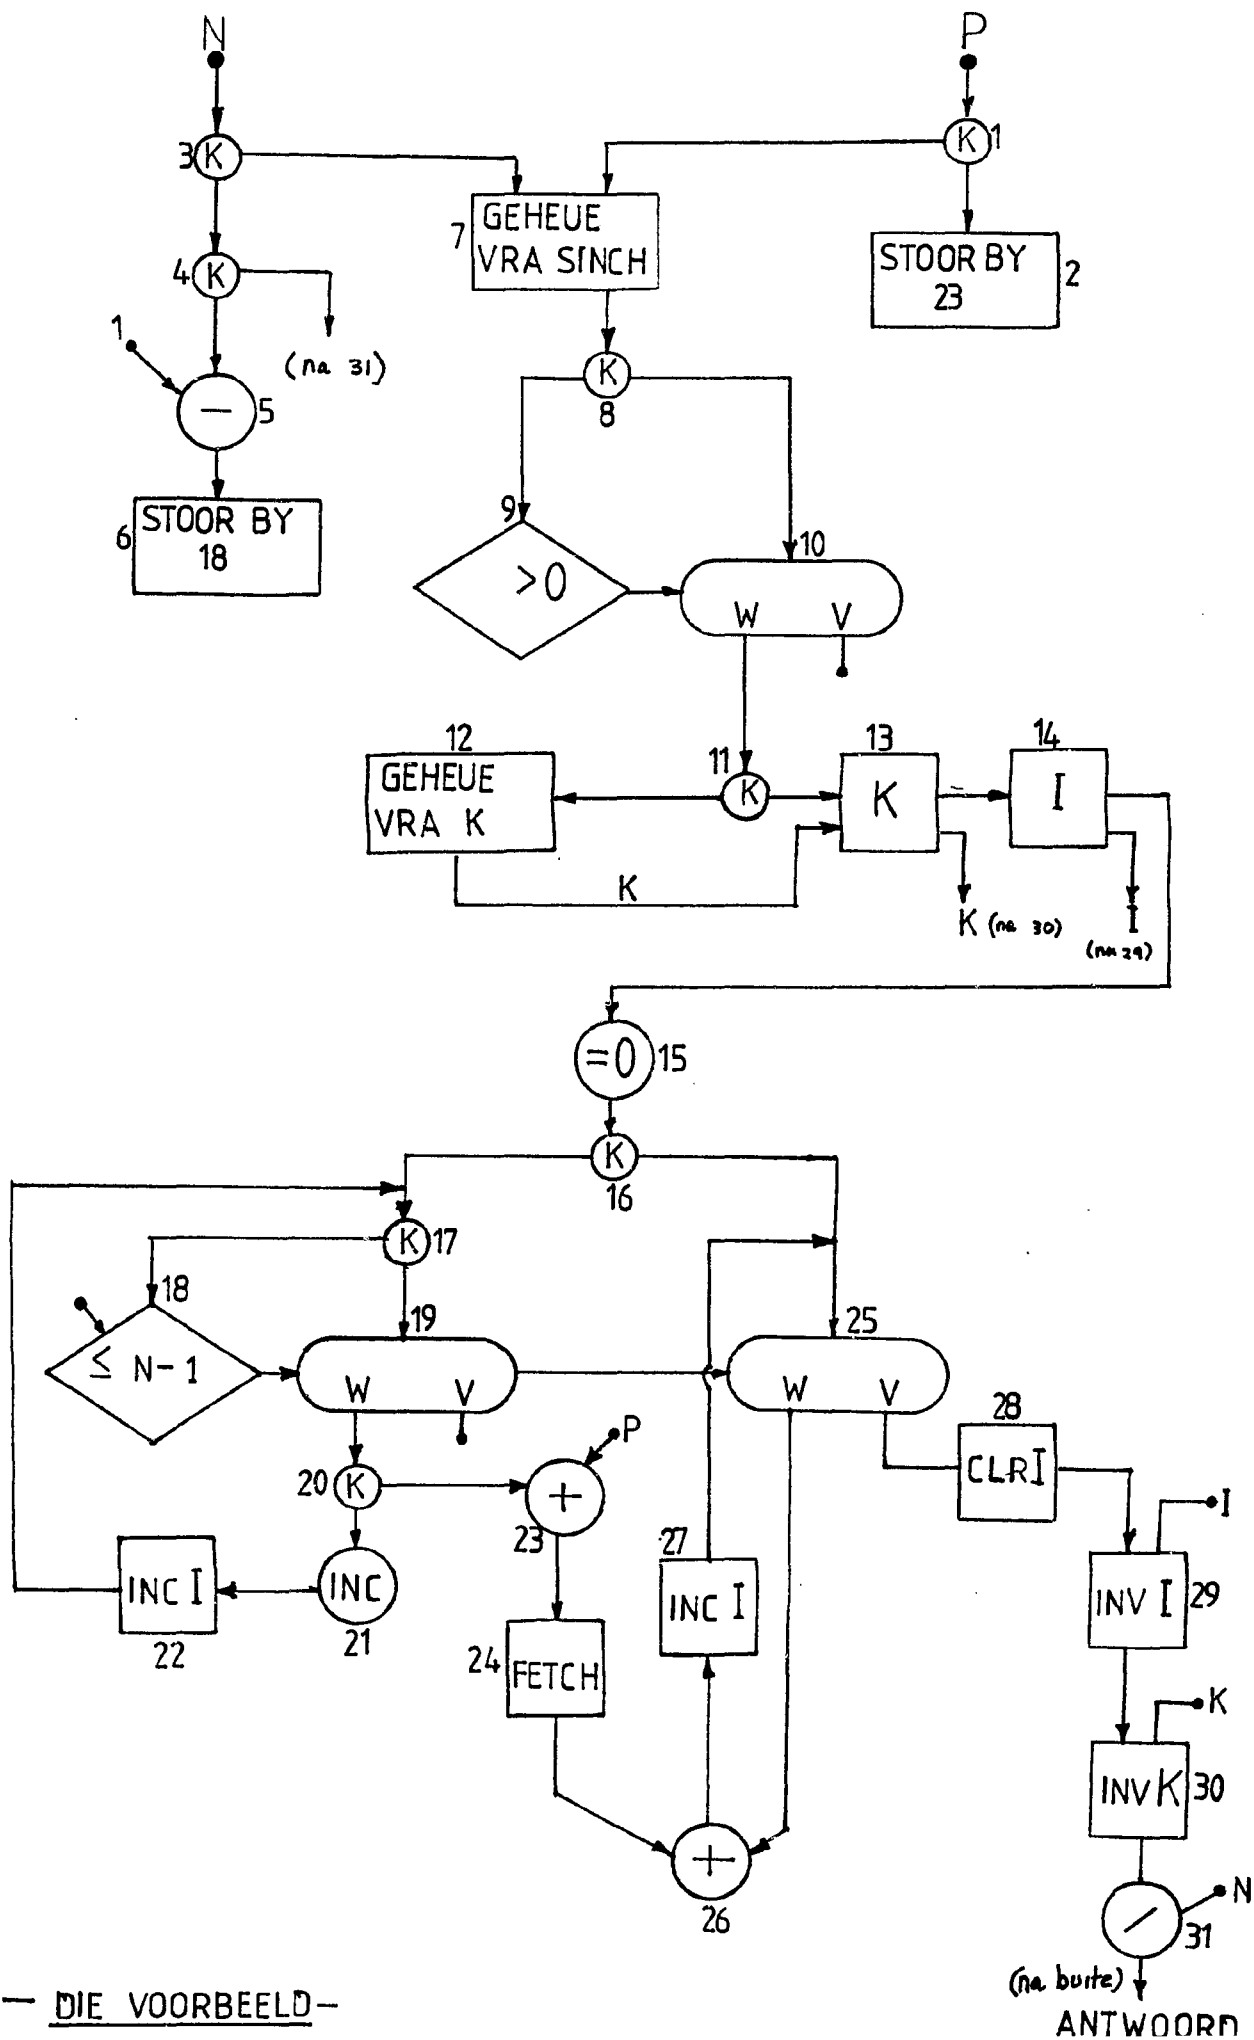 N
P
3 K
K 1
7 GEHEUE
VRA SINCH
STOOR BY
23
2
4 K
1
(na 31)
K
8
— 5
6 STOOR BY
18
9
>0
10
W V
12
GEHEUE
VRA K
11
K
13
K
14
I
K
K (na 30)
I
(na 29)
=0 15
K
16
K 17
18
≤ N-1
19
W V
25
W V
P
20 K
+
23
28
CLR I
I
INC I
22
INC
21
27
INC I
INV I 29
24 FETCH
K
INV K 30
+
26
N
/ 31
(na buite)
ANTWOORD
— DIE VOORBEELD —